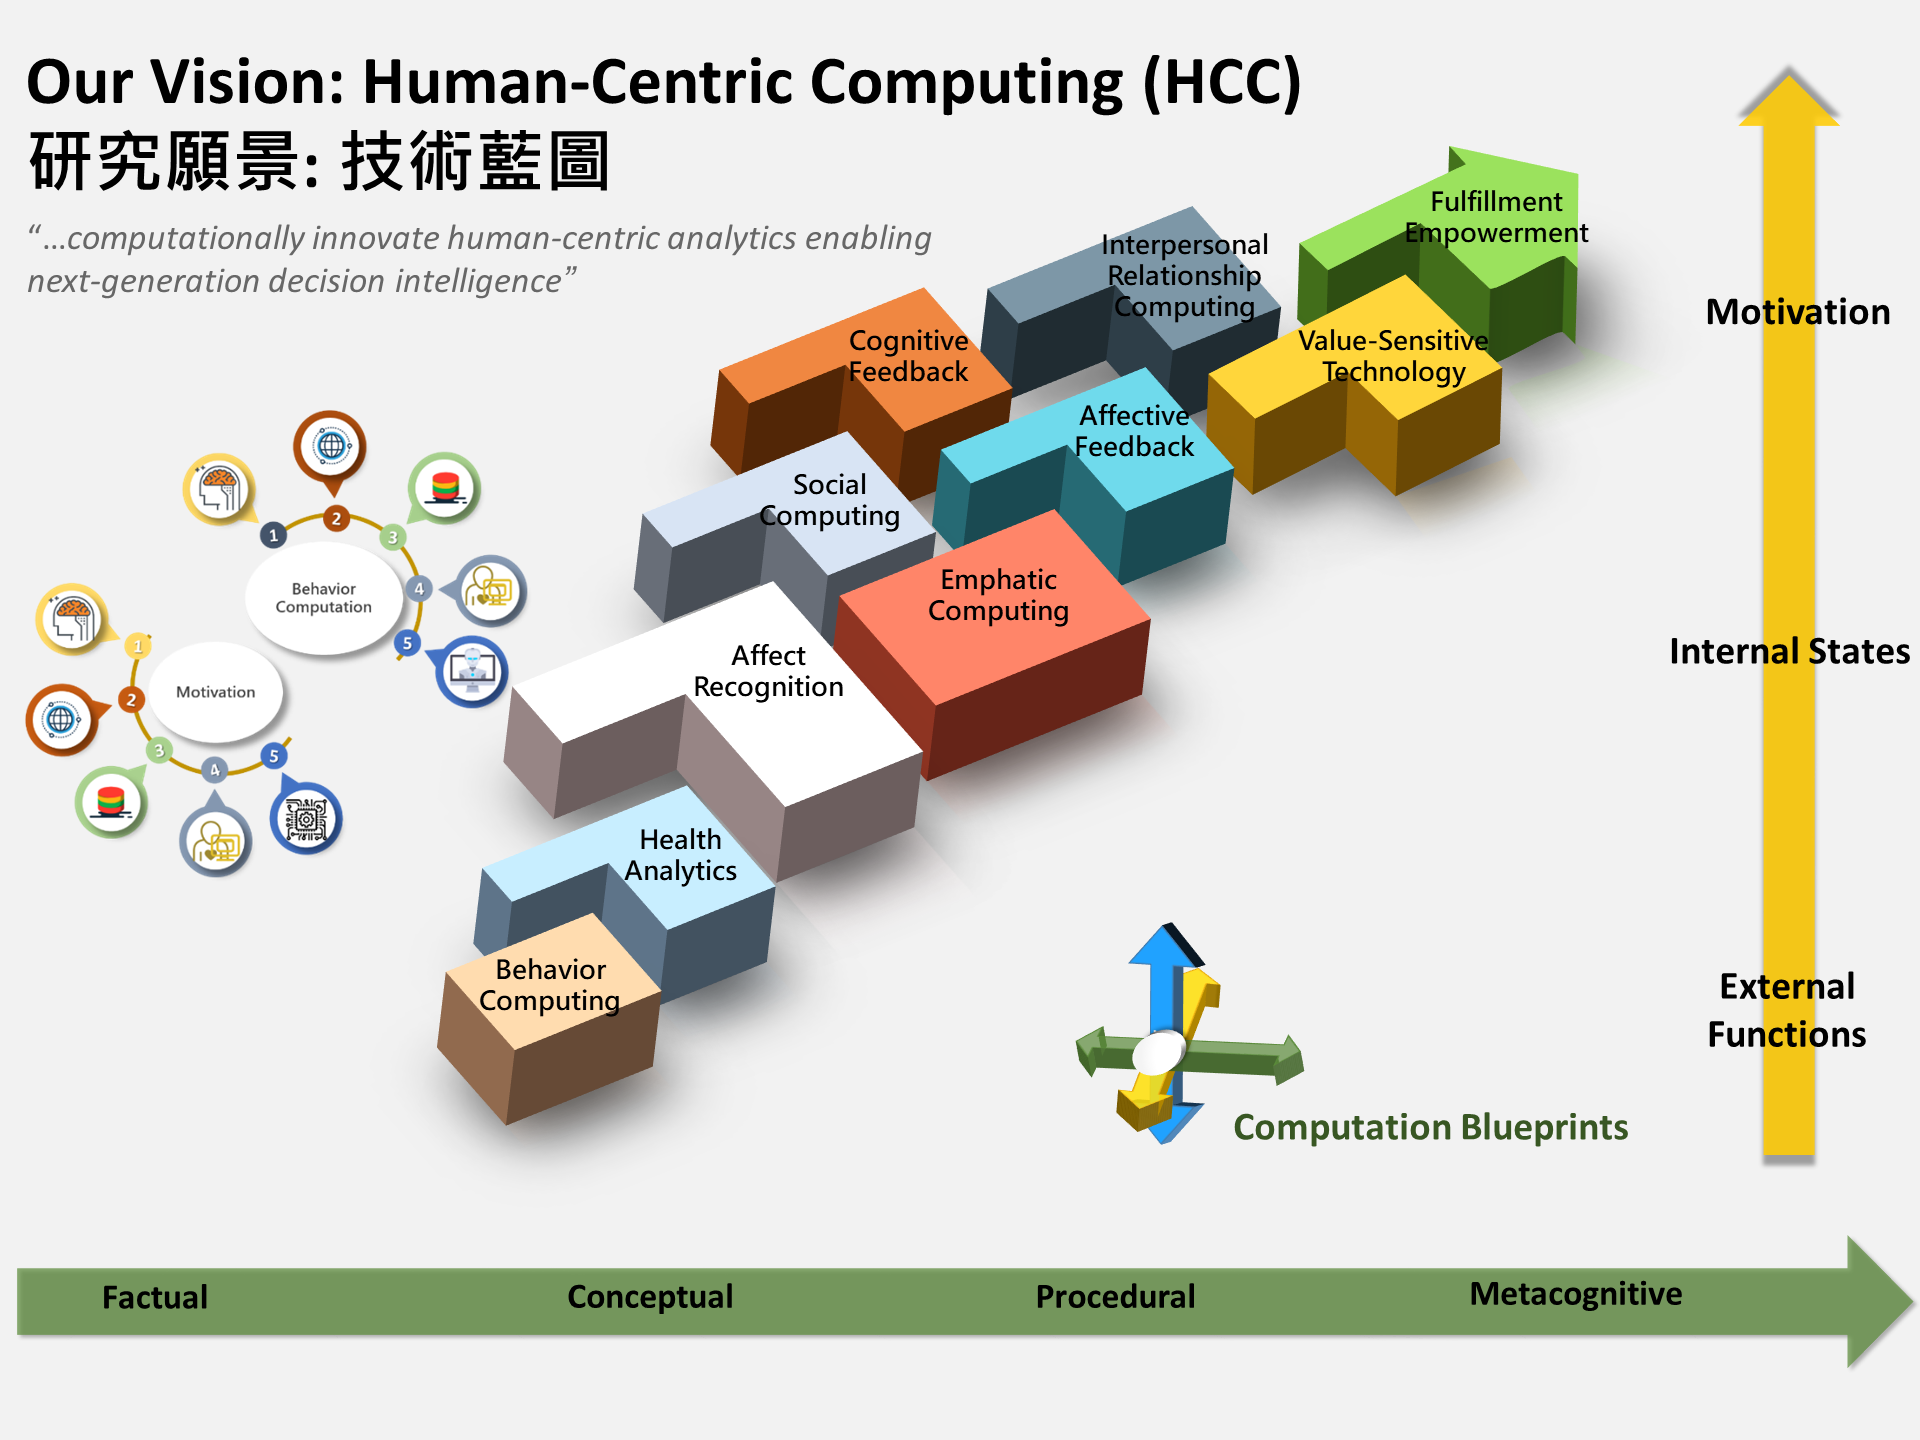 Our Vision: Human-Centric Computing (HCC)
研究願景: 技術藍圖
“...computationally innovate human-centric analytics enabling
next-generation decision intelligence”
Fulfillment
Empowerment
Interpersonal
Relationship
Computing
Value-Sensitive
Technology
Cognitive
Feedback
Affective
Feedback
Social
Computing
Emphatic
Computing
Affect
Recognition
Health
Analytics
Behavior
Computing
1
2
3
4
5
Behavior
Computation
1
2
3
4
5
Motivation
Motivation
Internal States
External
Functions
Computation Blueprints
Factual
Conceptual
Procedural
Metacognitive